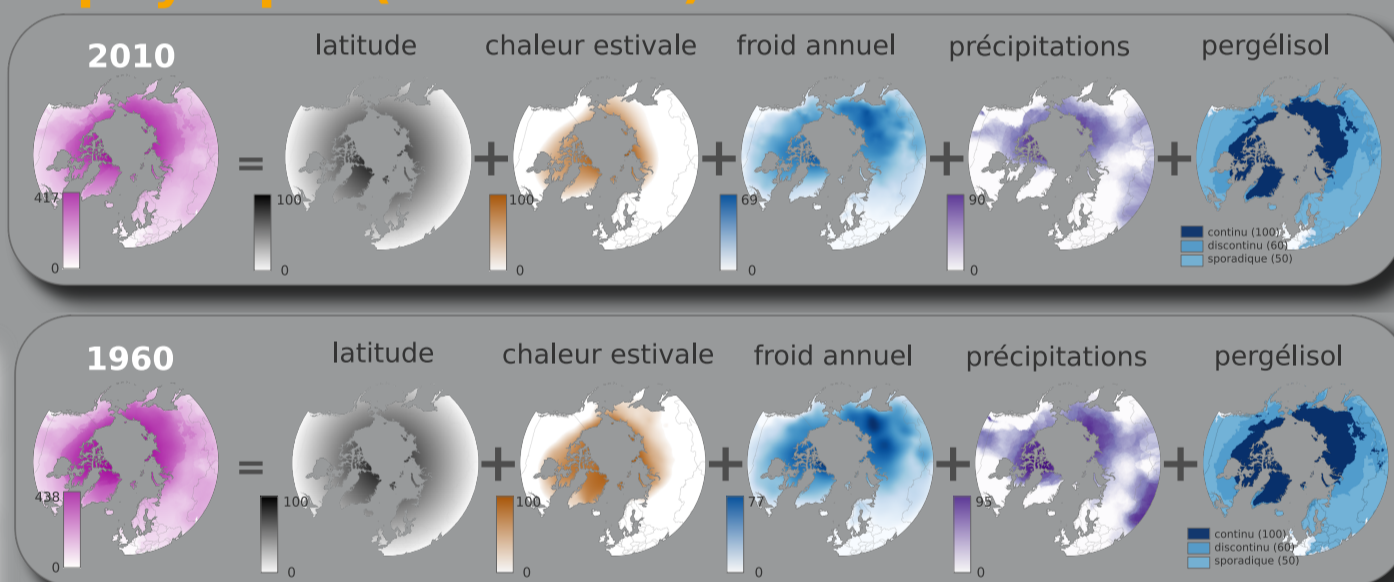 2010
latitude
chaleur estivale
froid annuel
précipitations
pergélisol
=
+
+
+
+
417
0
100
0
100
0
69
0
90
0
continu (100)
discontinu (60)
sporadique (50)
1960
latitude
chaleur estivale
froid annuel
précipitations
pergélisol
=
+
+
+
+
438
0
100
0
100
0
77
0
95
0
continu (100)
discontinu (60)
sporadique (50)